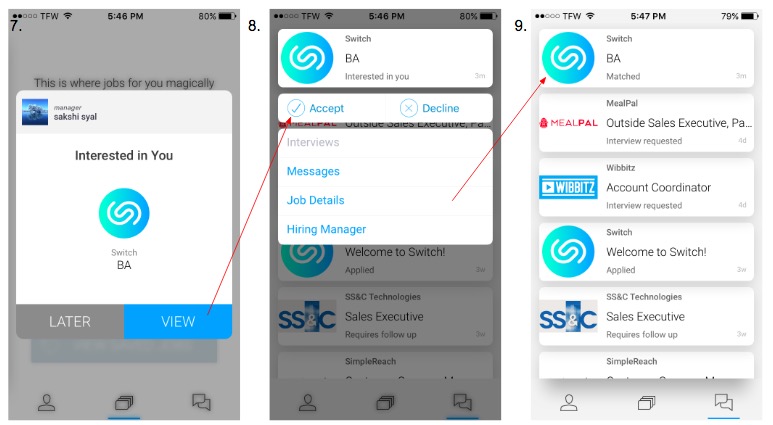 7.
TFW
5:46 PM
80%
This is where jobs for you magically
manager
sakshi syal
Interested in You
Switch
BA
LATER
VIEW
8.
TFW
5:46 PM
80%
Switch
BA
Interested in you
3m
Accept
Decline
MEALPAL
Outside Sales Executive, Pa
Interviews
Messages
Job Details
Hiring Manager
Welcome to Switch!
Applied
3w
SS&C Technologies
SS&C
Sales Executive
Requires follow up
3w
SimpleReach
9.
TFW
5:47 PM
79%
Switch
BA
Matched
3m
MealPal
MEALPAL
Outside Sales Executive, Pa...
Interview requested
4d
Wibbitz
WIBBITZ
Account Coordinator
Interview requested
4d
Switch
Welcome to Switch!
Applied
3w
SS&C Technologies
SS&C
Sales Executive
Requires follow up
3w
SimpleReach